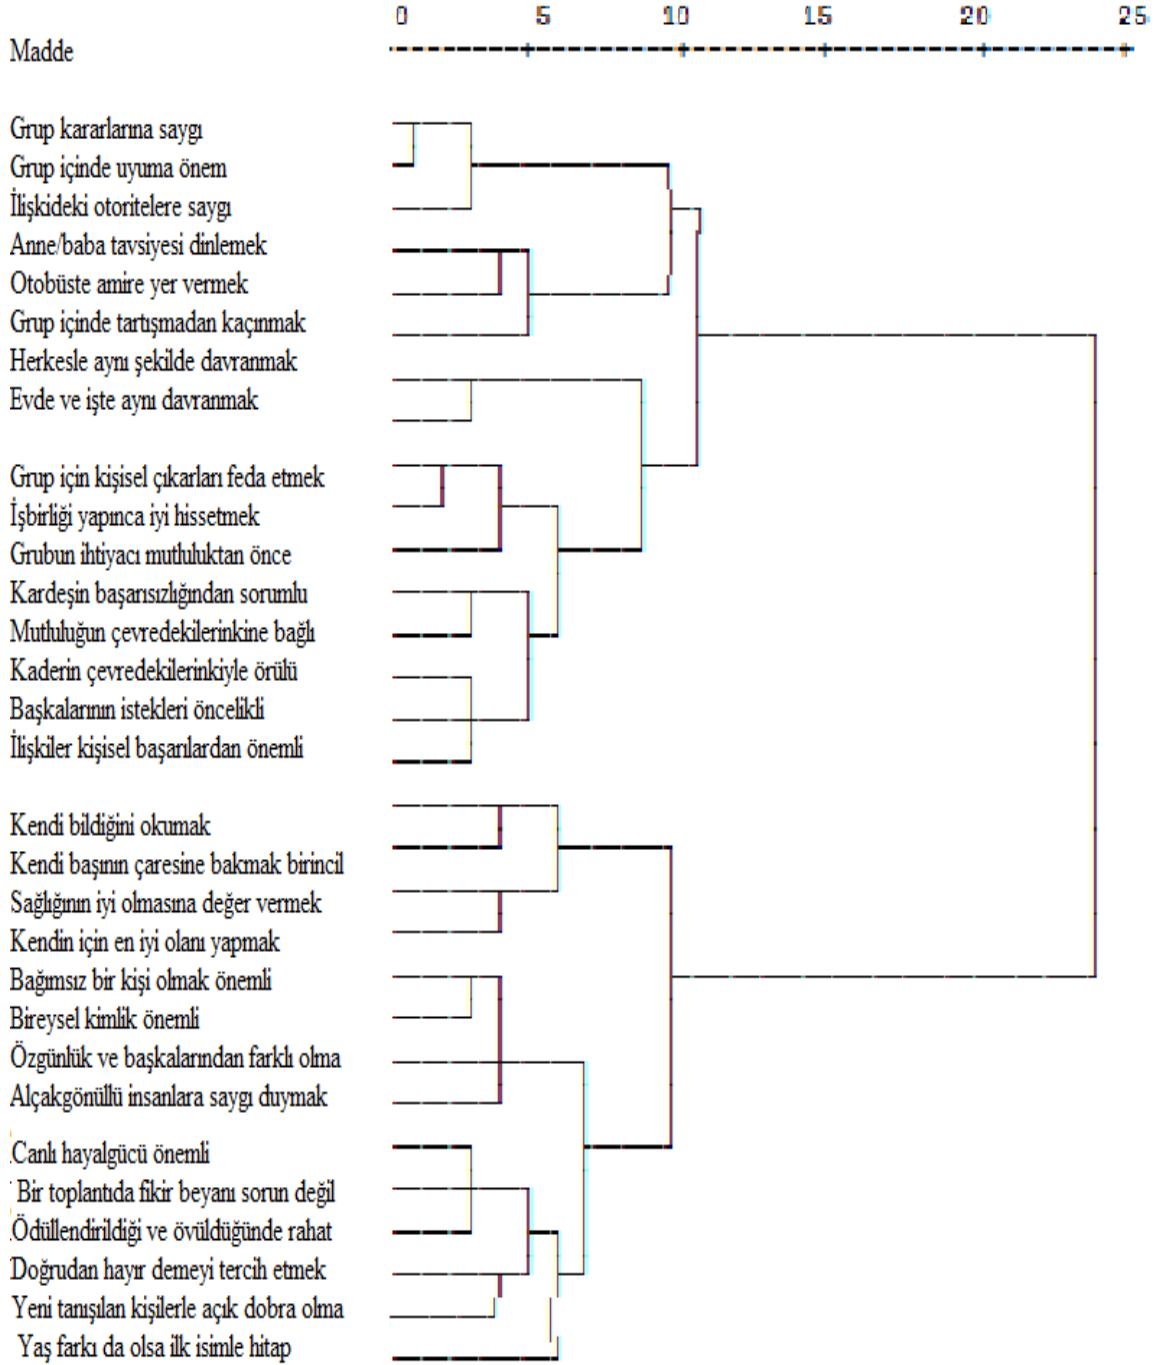 0 5 10 15 20 25
Madde
Grup kararlarına saygı
Grup içinde uyuma önem
İlişkideki otoritelere saygı
Anne/baba tavsiyesi dinlemek
Otobüste amire yer vermek
Grup içinde tartışmadan kaçınmak
Herkesle aynı şekilde davranmak
Evde ve işte aynı davranmak
Grup için kişisel çıkarları feda etmek
İşbirliği yapınca iyi hissetmek
Grubun ihtiyacı mutluluktan önce
Kardeşin başarısızlığından sorumlu
Mutluluğun çevredekilerinkine bağlı
Kaderin çevredekilerinkiyle örülü
Başkalarının istekleri öncelikli
İlişkiler kişisel başarılardan önemli
Kendi bildiğini okumak
Kendi başının çaresine bakmak birincil
Sağlığının iyi olmasına değer vermek
Kendin için en iyi olanı yapmak
Bağımsız bir kişi olmak önemli
Bireysel kimlik önemli
Özgünlük ve başkalarından farklı olma
Alçakgönüllü insanlara saygı duymak
Canlı hayalgücü önemli
Bir toplantıda fikir beyanı sorun değil
Ödüllendirildiği ve övüldüğünde rahat
Doğrudan hayır demeyi tercih etmek
Yeni tanışılan kişilerle açık dobra olma
Yaş farkı da olsa ilk isimle hitap